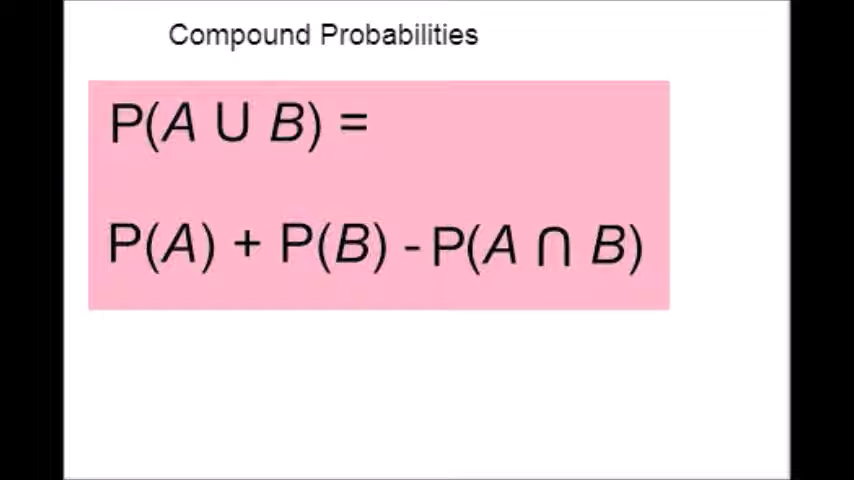 Compound Probabilities
P(A ∪ B) =
P(A) + P(B) - P(A ∩ B)